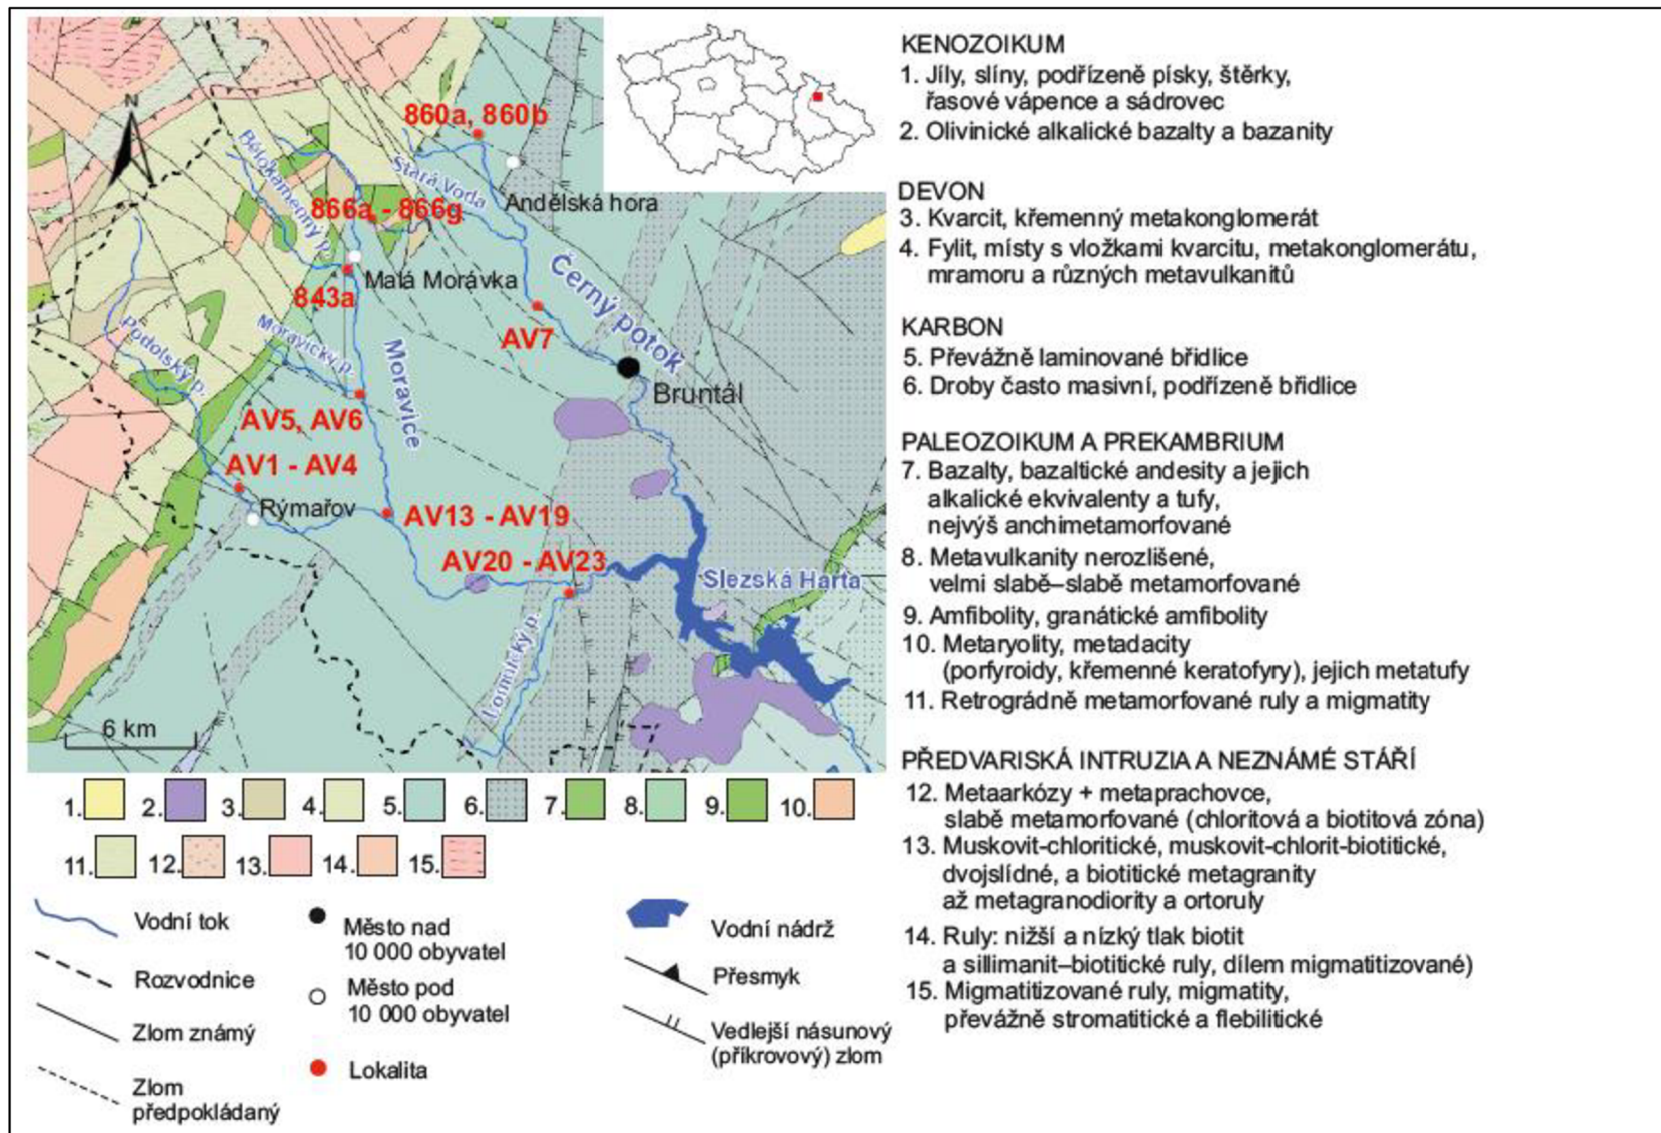 N
860a, 860b
Bělokamenný p.
Stará Voda
Andělská hora
866a - 866g
Malá Morávka
843a
Černý potok
AV7
Podolský p.
Moravický p.
Moravice
Bruntál
AV5, AV6
AV1 - AV4
Rýmařov
AV13 - AV19
AV20 - AV23
Slezská Harta
Lomnický p.
6 km
1.
2.
3.
4.
5.
6.
7.
8.
9.
10.
11.
12.
13.
14.
15.
Vodní tok
Rozvodnice
Zlom známý
Zlom
předpokládaný
Město nad
10 000 obyvatel
Město pod
10 000 obyvatel
Lokalita
Vodní nádrž
Přesmyk
Vedlejší násunový
(příkrovový) zlom
KENOZOIKUM
1. Jíly, slíny, podřízeně písky, štěrky,
řasové vápence a sádrovec
2. Olivinické alkalické bazalty a bazanity
DEVON
3. Kvarcit, křemenný metakonglomerát
4. Fylit, místy s vložkami kvarcitu, metakonglomerátu,
mramoru a různých metavulkanitů
KARBON
5. Převážně laminované břidlice
6. Droby často masivní, podřízeně břidlice
PALEOZOIKUM A PREKAMBRIUM
7. Bazalty, bazaltické andesity a jejich
alkalické ekvivalenty a tufy,
nejvýš anchimetamorfované
8. Metavulkanity nerozlišené,
velmi slabě–slabě metamorfované
9. Amfibolity, granátické amfibolity
10. Metaryolity, metadacity
(porfyroidy, křemenné keratofyry), jejich metatufy
11. Retrográdně metamorfované ruly a migmatity
PŘEDVARISKÁ INTRUZIA A NEZNÁMÉ STÁŘÍ
12. Metaarkózy + metaprachovce,
slabě metamorfované (chloritová a biotitová zóna)
13. Muskovit-chloritické, muskovit-chlorit-biotitické,
dvojslídné, a biotitické metagranity
až metagranodiority a ortoruly
14. Ruly: nižší a nízký tlak biotit
a sillimanit–biotitické ruly, dílem migmatitizované)
15. Migmatitizované ruly, migmatity,
převážně stromatitické a flebilitické